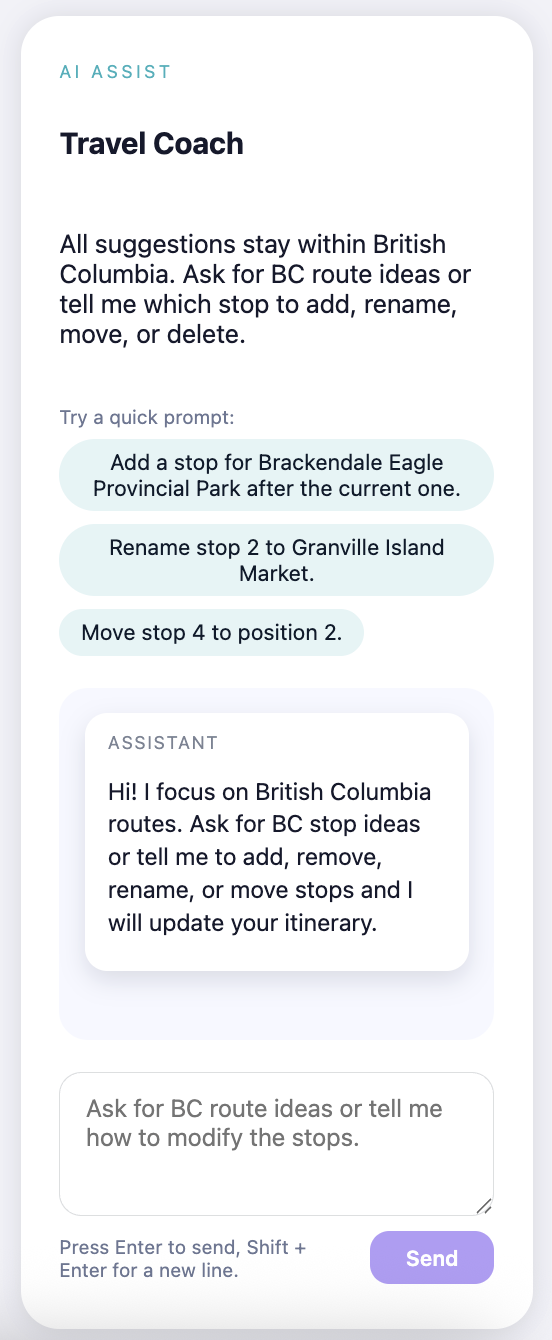 AI ASSIST
Travel Coach
All suggestions stay within British
Columbia. Ask for BC route ideas or
tell me which stop to add, rename,
move, or delete.
Try a quick prompt:
Add a stop for Brackendale Eagle
Provincial Park after the current one.
Rename stop 2 to Granville Island
Market.
Move stop 4 to position 2.
ASSISTANT
Hi! I focus on British Columbia
routes. Ask for BC stop ideas
or tell me to add, remove,
rename, or move stops and I
will update your itinerary.
Ask for BC route ideas or tell me
how to modify the stops.
Press Enter to send, Shift +
Enter for a new line.
Send